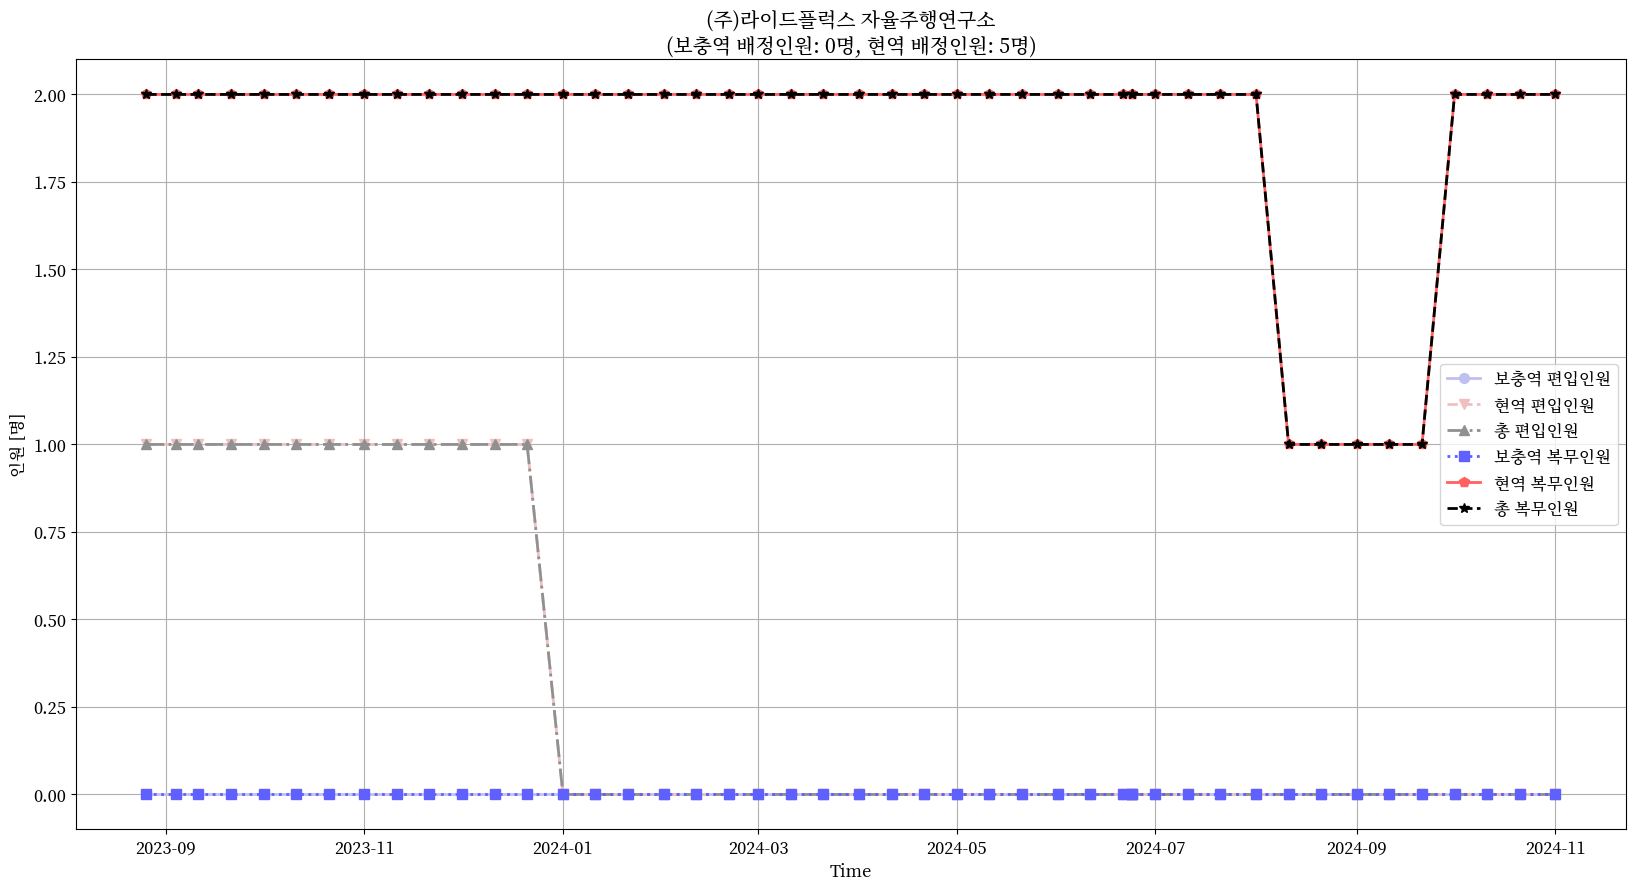 (주)라이드플럭스 자율주행연구소
(보충역 배정인원: 0명, 현역 배정인원: 5명)
인원 [명]
2.00
1.75
1.50
1.25
1.00
0.75
0.50
0.25
0.00
보충역 편입인원
현역 편입인원
총 편입인원
보충역 복무인원
현역 복무인원
총 복무인원
2023-09
2023-11
2024-01
2024-03
2024-05
2024-07
2024-09
2024-11
Time